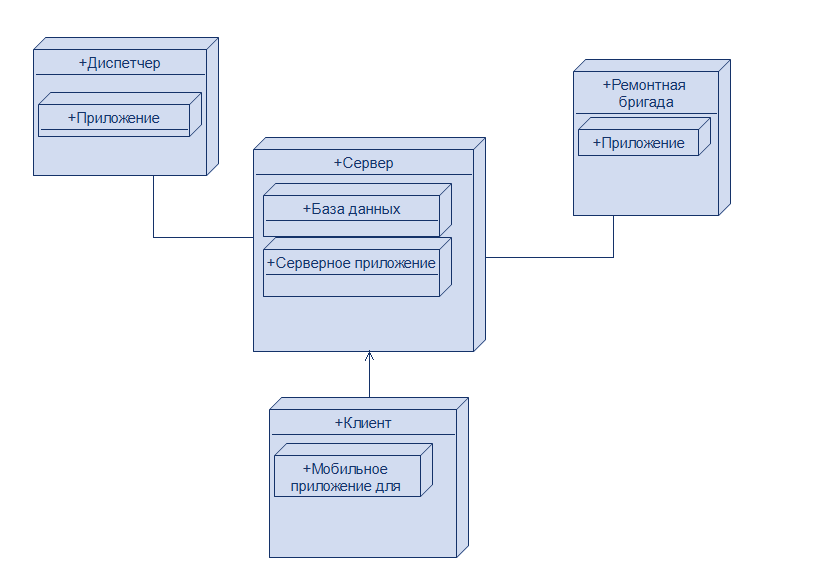 +Диспетчер
+Приложение
+Ремонтная
бригада
+Приложение
+Сервер
+База данных
+Серверное приложение
+Клиент
+Мобильное
приложение для